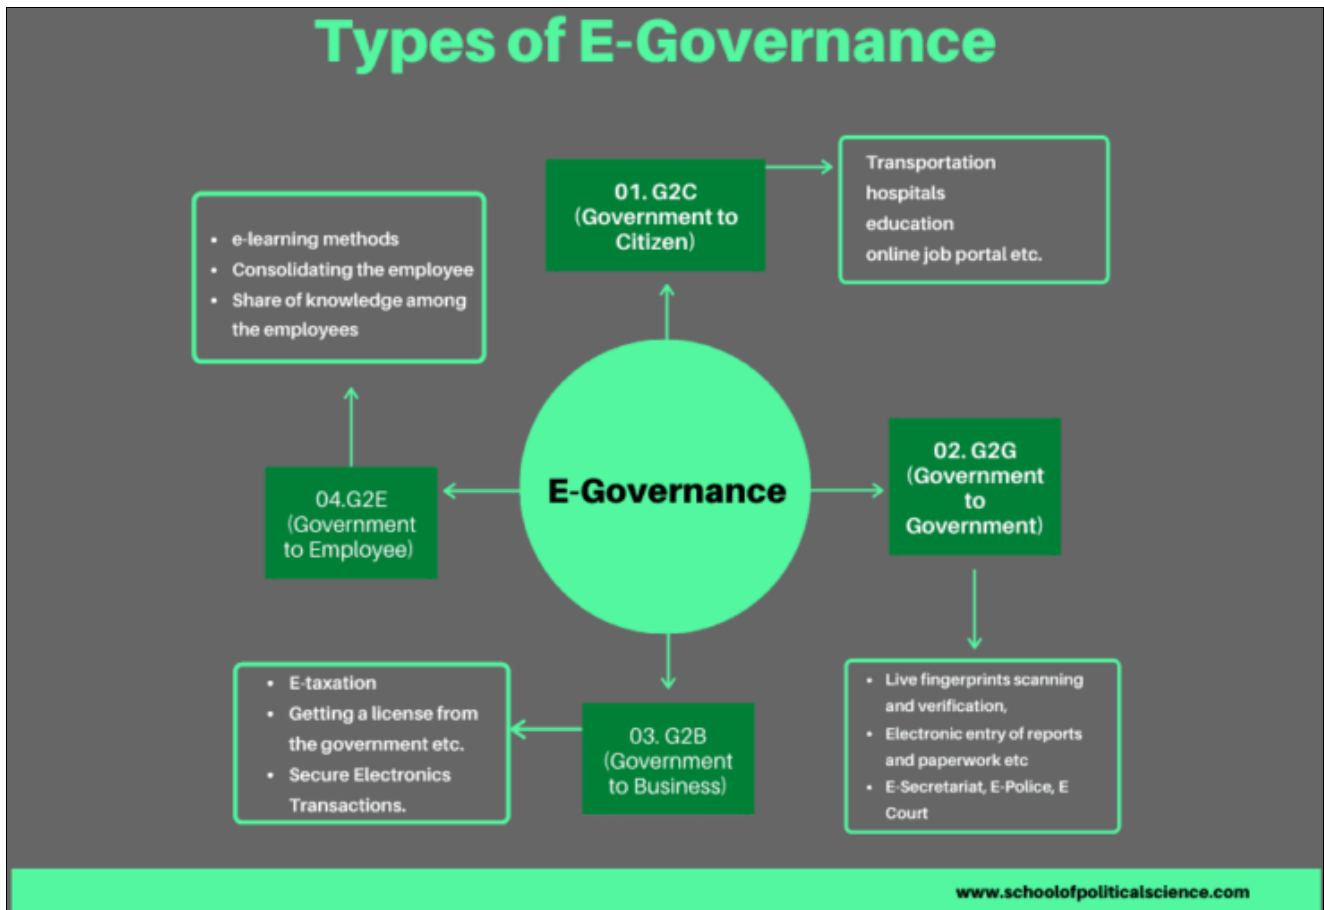 Types of E-Governance
01. G2C
(Government to
Citizen)
Transportation
hospitals
education
online job portal etc.
• e-learning methods
• Consolidating the employee
• Share of knowledge among
the employees
E-Governance
02. G2G
(Government
to
Government)
04.G2E
(Government
to Employee)
• E-taxation
• Getting a license from
the government etc.
• Secure Electronics
Transactions.
03. G2B
(Government
to Business)
• Live fingerprints scanning
and verification,
• Electronic entry of reports
and paperwork etc
• E-Secretariat, E-Police, E
Court
www.schoolofpoliticalscience.com